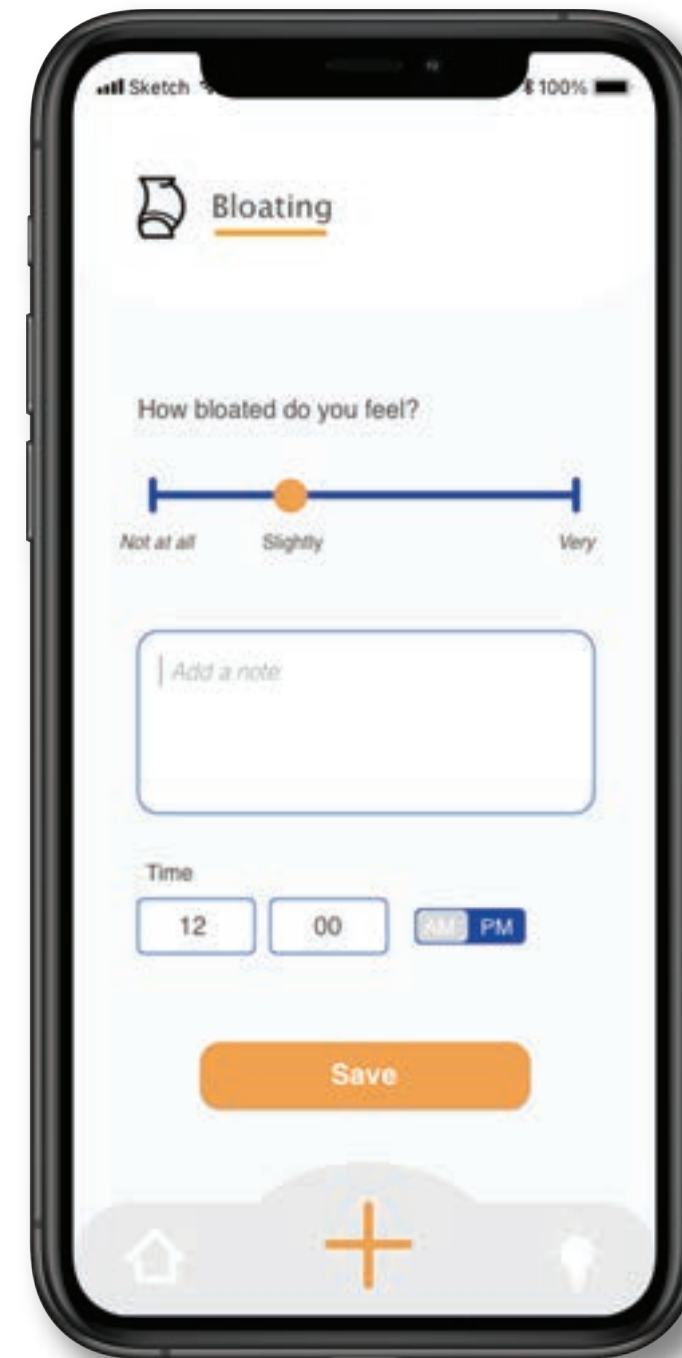 Sketch 100%
Bloating
How bloated do you feel?
Not at all Slightly Very
Add a note
Time
12 00 AM PM
Save